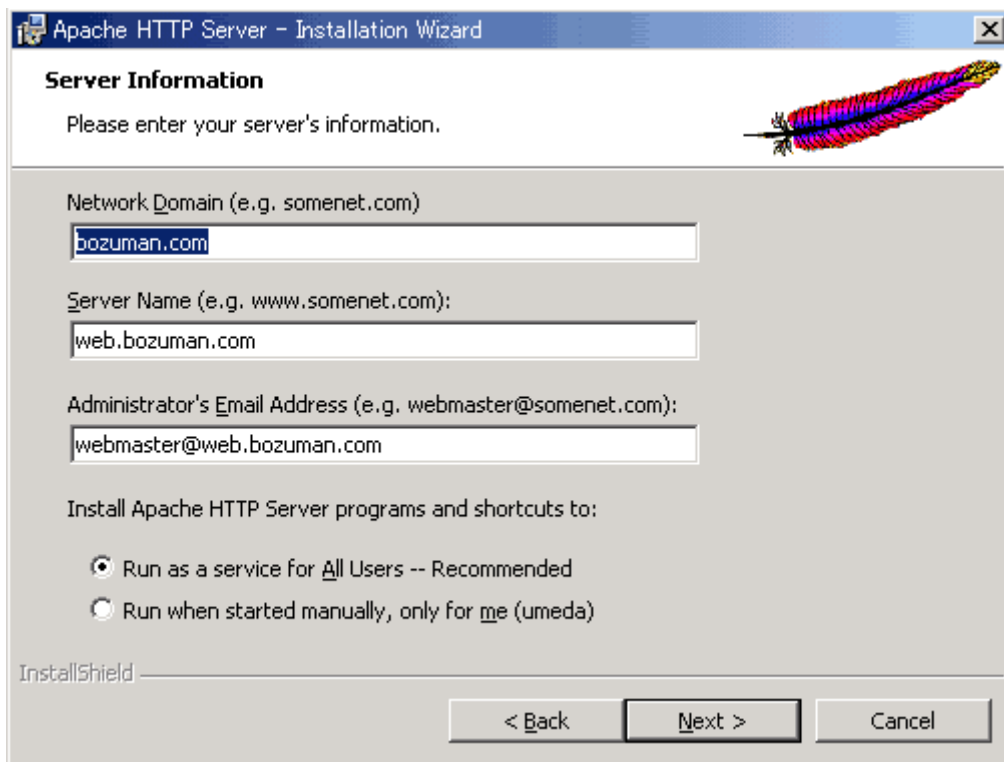 Apache HTTP Server - Installation Wizard
Server Information
Please enter your server's information.
Network Domain (e.g. somenet.com)
bozuman.com
Server Name (e.g. www.somenet.com):
web.bozuman.com
Administrator's Email Address (e.g. webmaster@somenet.com):
webmaster@web.bozuman.com
Install Apache HTTP Server programs and shortcuts to:
Run as a service for All Users -- Recommended
Run when started manually, only for me (umeda)
InstallShield
< Back Next > Cancel